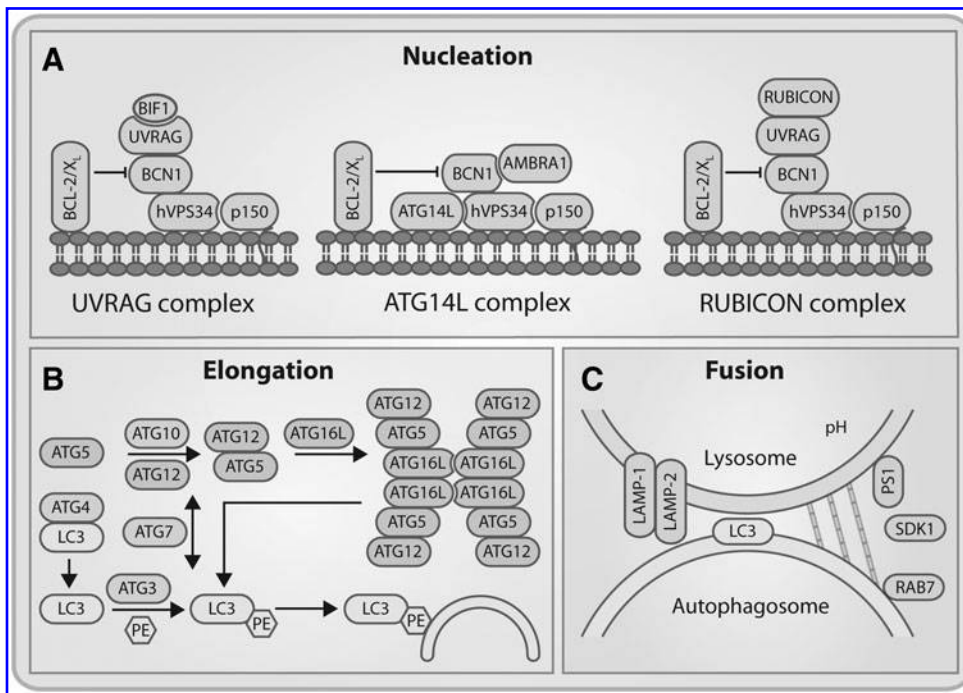 A
Nucleation
BIF1
UVRAG
BCN1
BCL-2/XL
hVPS34
p150
UVRAG complex
BCL-2/XL
BCN1
AMBRA1
ATG14L
hVPS34
p150
ATG14L complex
RUBICON
UVRAG
BCN1
BCL-2/XL
hVPS34
p150
RUBICON complex
B
Elongation
ATG5
ATG10
ATG12
ATG12
ATG5
ATG16L
ATG12
ATG12
ATG5
ATG5
ATG16L
ATG16L
ATG16L
ATG16L
ATG5
ATG5
ATG12
ATG12
ATG4
LC3
ATG7
LC3
ATG3
PE
LC3
PE
LC3
PE
C
Fusion
pH
Lysosome
LAMP-1
LAMP-2
PS1
LC3
SDK1
RAB7
Autophagosome